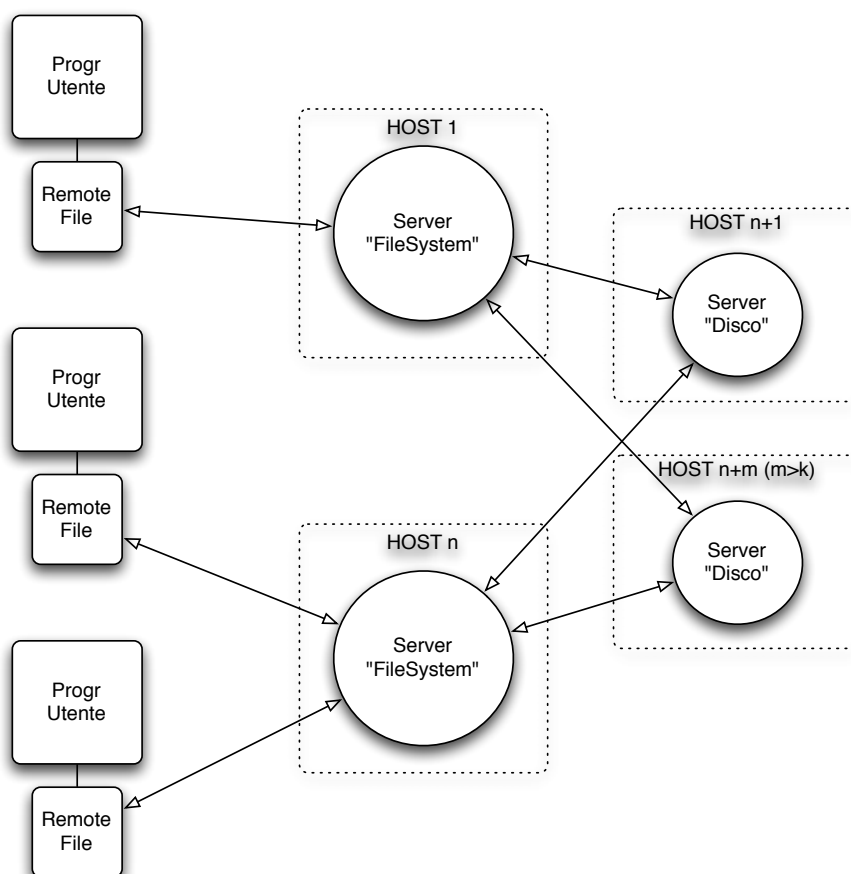 Progr
Utente
Remote
File
HOST 1
Server
"FileSystem"
HOST n+1
Server
"Disco"
Progr
Utente
Remote
File
HOST n+m (m>k)
Server
"Disco"
HOST n
Server
"FileSystem"
Progr
Utente
Remote
File